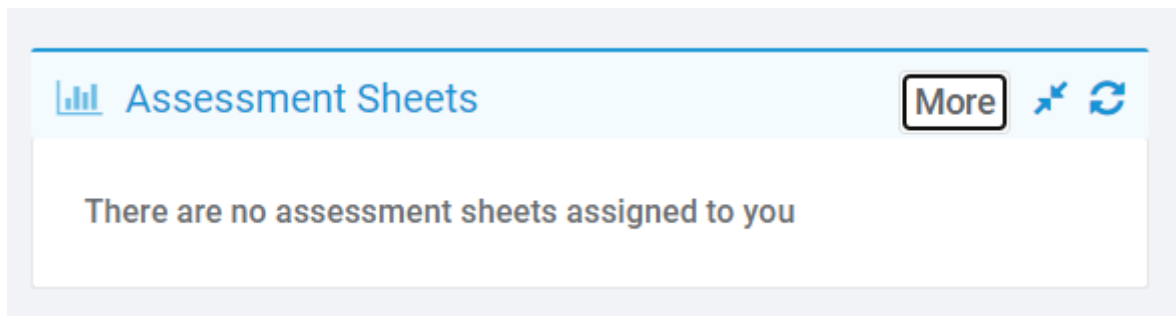 Assessment Sheets More
There are no assessment sheets assigned to you